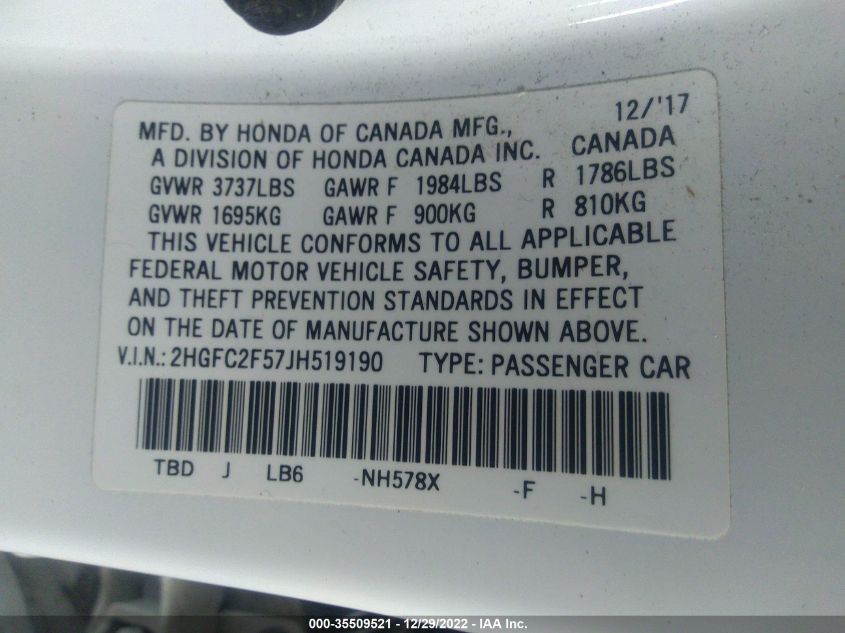 12/'17
MFD. BY HONDA OF CANADA MFG.,
A DIVISION OF HONDA CANADA INC. CANADA
GVWR 3737LBS GAWR F 1984LBS R 1786LBS
GVWR 1695KG GAWR F 900KG R 810KG
THIS VEHICLE CONFORMS TO ALL APPLICABLE
FEDERAL MOTOR VEHICLE SAFETY, BUMPER,
AND THEFT PREVENTION STANDARDS IN EFFECT
ON THE DATE OF MANUFACTURE SHOWN ABOVE.
V.I.N.: 2HGFC2F57JH519190 TYPE: PASSENGER CAR
TBD J LB6 -NH578X -F -H
000-35509521 - 12/29/2022 - IAA Inc.